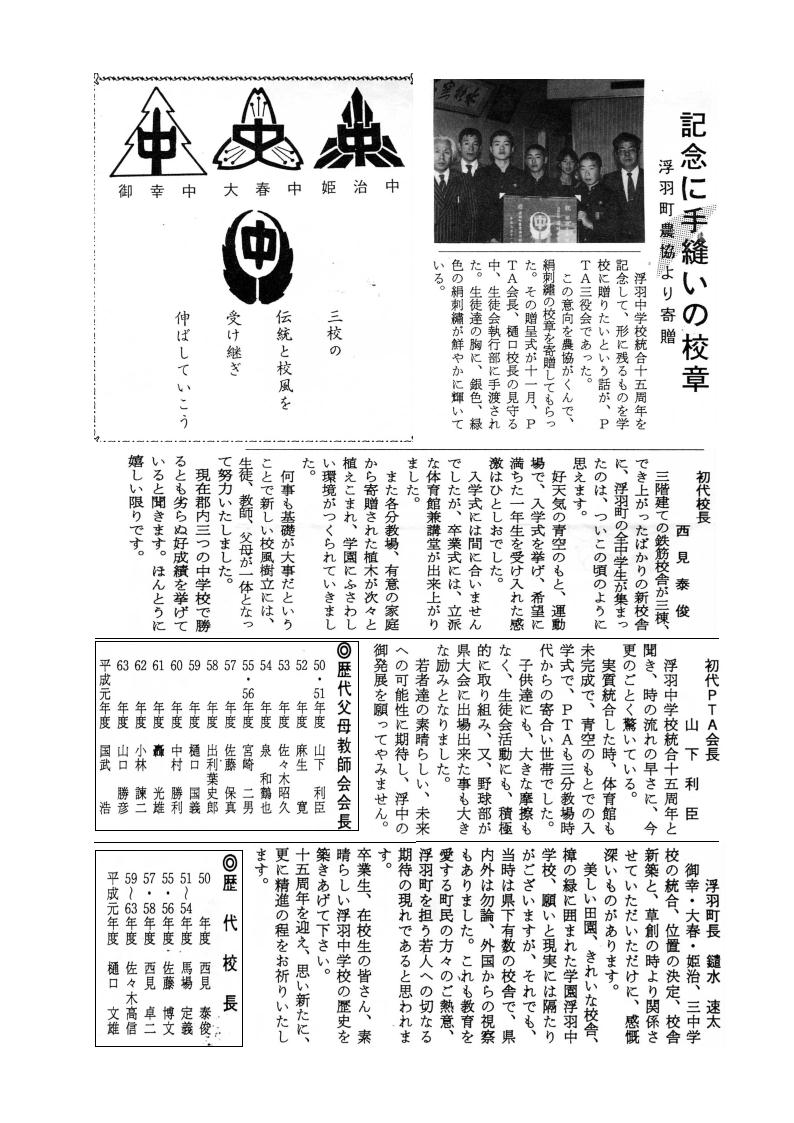 記念に手縫いの校章
浮羽町農協より寄贈
浮羽中学校統合十五周年を
記念して、形に残るものを学
校に贈りたいという話が、P
TA三役会であった。
この意向を農協がくんで、
絹刺繡の校章を寄贈してもらっ
た。その贈呈式が十一月、P
TA会長、樋口校長の見守る
中、生徒会執行部に手渡され
た。生徒達の胸に、銀色、緑
色の絹刺繡が鮮やかに輝いて
いる。
中
中
中
御幸中
大春中
姫治中
中
三校の
伝統と校風を
受け継ぎ
伸ばしていこう
初代校長
西見泰俊
三階建ての鉄筋校舎が三棟、
でき上がったばかりの新校舎
に、浮羽町の全中学生が集まっ
たのは、ついこの頃のように
思えます。
好天気の青空のもと、運動
場で、入学式を挙げ、希望に
満ちた一年生を受け入れた感
激はひとしおでした。
入学式には間に合いません
でしたが、卒業式には、立派
な体育館兼講堂が出来上がり
ました。
また各分教場、有意の家庭
から寄贈された植木が次々と
植えこまれ、学園にふさわし
い環境がつくられていきまし
た。
何事も基礎が大事だという
ことで新しい校風樹立には、
生徒、教師、父母が一体となっ
て努力いたしました。
現在郡内三つの中学校で勝
るとも劣らぬ好成績を挙げて
いると聞きます。ほんとうに
嬉しい限りです。
初代PTA会長
山下利臣
浮羽中学校統合十五周年と
聞き、時の流れの早さに、今
更のごとく驚いている。
実質統合した時、体育館も
未完成で、青空のもとでの入
学式で、PTAも三分教場時
代からの寄合い世帯でした。
子供達にも、大きな摩擦も
なく、生徒会活動にも、積極
的に取り組み、又、野球部が
県大会に出場出来た事も大き
な励みとなりました。
若者達の素晴らしい、未来
への可能性に期待し、浮中の
御発展を願ってやみません。
◎歴代父母教師会会長
50・51年度 山下 利臣
52 年度 麻生 寛
53 年度 佐々木昭久
54 年度 泉 和鶴也
55・56年度 宮崎 二男
57 年度 佐藤 保真
58 年度 出利葉史郎
59 年度 樋口 国義
60 年度 中村 勝利
61 年度 光雄
62 年度 小林 諫二
63 年度 山口 勝彦
平成元年度 国武 浩
浮羽町長 鑓水 速太
御幸・大春・姫治、三中学
校の統合、位置の決定、校舎
新築と、草創の時より関係さ
せていただいただけに、感慨
深いものがあります。
美しい田園、きれいな校舎、
樟の緑に囲まれた学園浮羽中
学校、願いと現実には隔たり
がございますが、それでも、
当時は県下有数の校舎で、県
内外は勿論、外国からの視察
もありました。これも教育を
愛する町民の方々のご熱意、
浮羽町を担う若人への切なる
期待の現れであると思われま
す。
卒業生、在校生の皆さん、素
晴らしい浮羽中学校の歴史を
築きあげて下さい。
十五周年を迎え、思い新たに、
更に精進の程をお祈りいたし
ます。
◎歴代校長
50 年度 西見 泰俊
51〜54年度 馬場 定義
55・56年度 佐藤 博文
57・58年度 西見 卓二
59〜63年度 佐々木高信
平成元年度 樋口 文雄